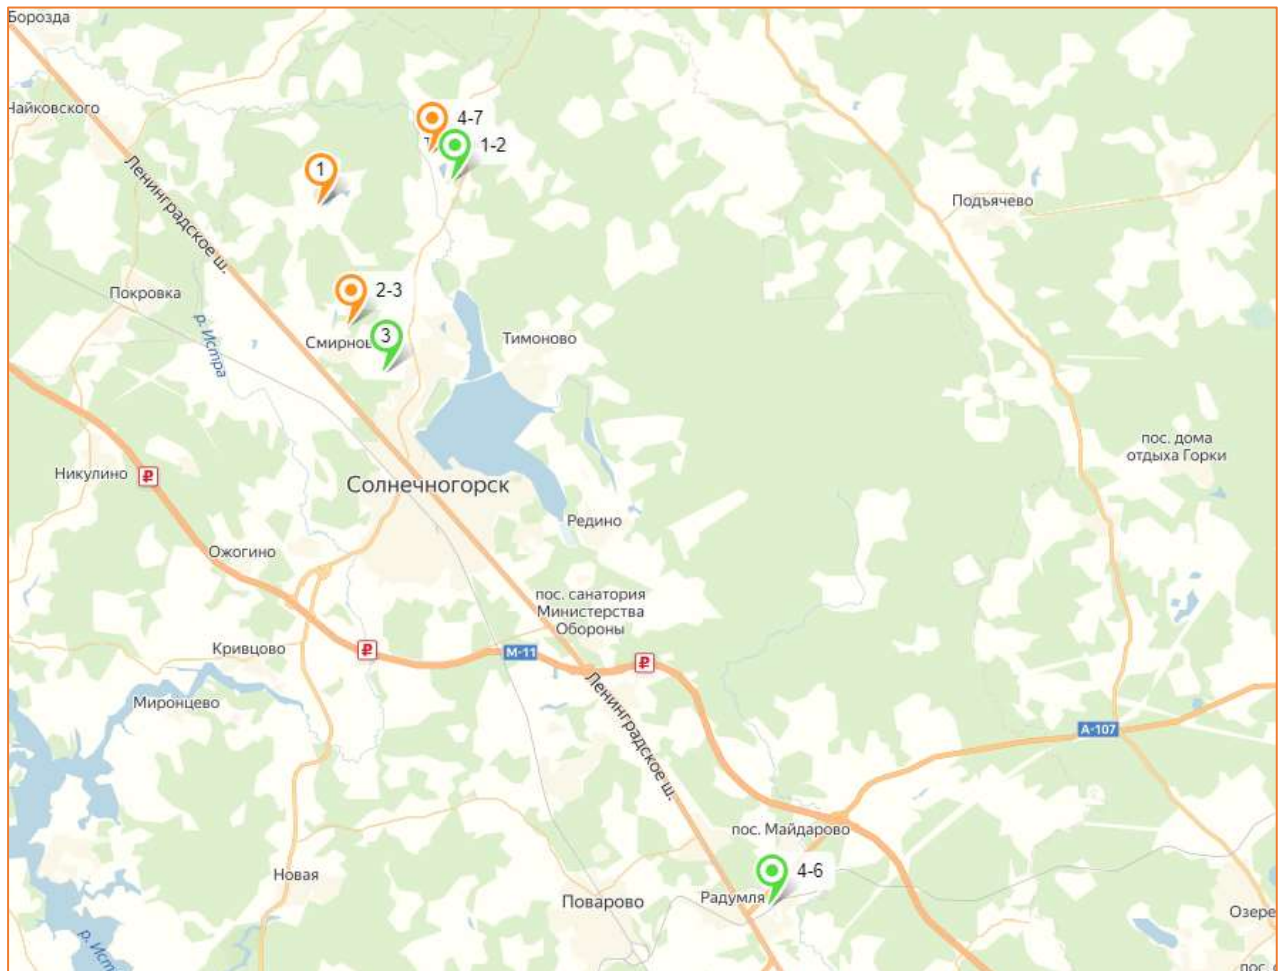 Борозда
Чайковского
Ленинградское ш.
4-7
1-2
1
Подъячево
Покровка
2-3
р. Истра
3
Тимоново
пос. дома
отдыха Горки
Никулино
₽
Солнечногорск
Редино
Ожогино
пос. санатория
Министерства
Обороны
Кривцово
₽
М-11
₽
Миронцево
Ленинградское ш.
А-107
пос. Майдарово
4-6
Новая
Поварово
Радумля
Озере
р. Ист
пос.